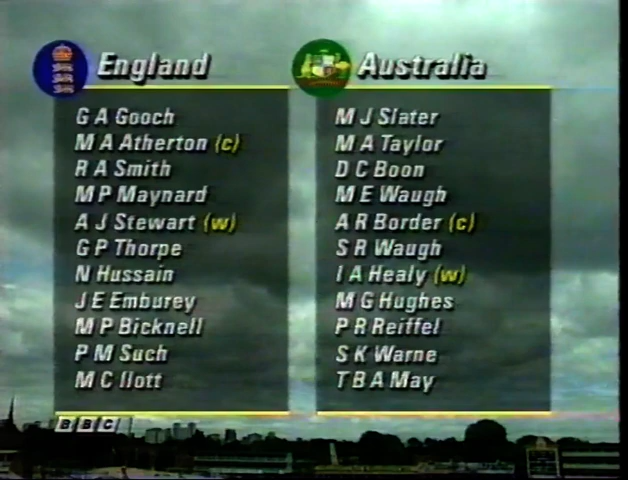 England
G A Gooch
M A Atherton (c)
R A Smith
M P Maynard
A J Stewart (w)
G P Thorpe
N Hussain
J E Emburey
M P Bicknell
P M Such
M C Ilott
Australia
M J Slater
M A Taylor
D C Boon
M E Waugh
A R Border (c)
S R Waugh
I A Healy (w)
M G Hughes
P R Reiffel
S K Warne
T B A May
BBC